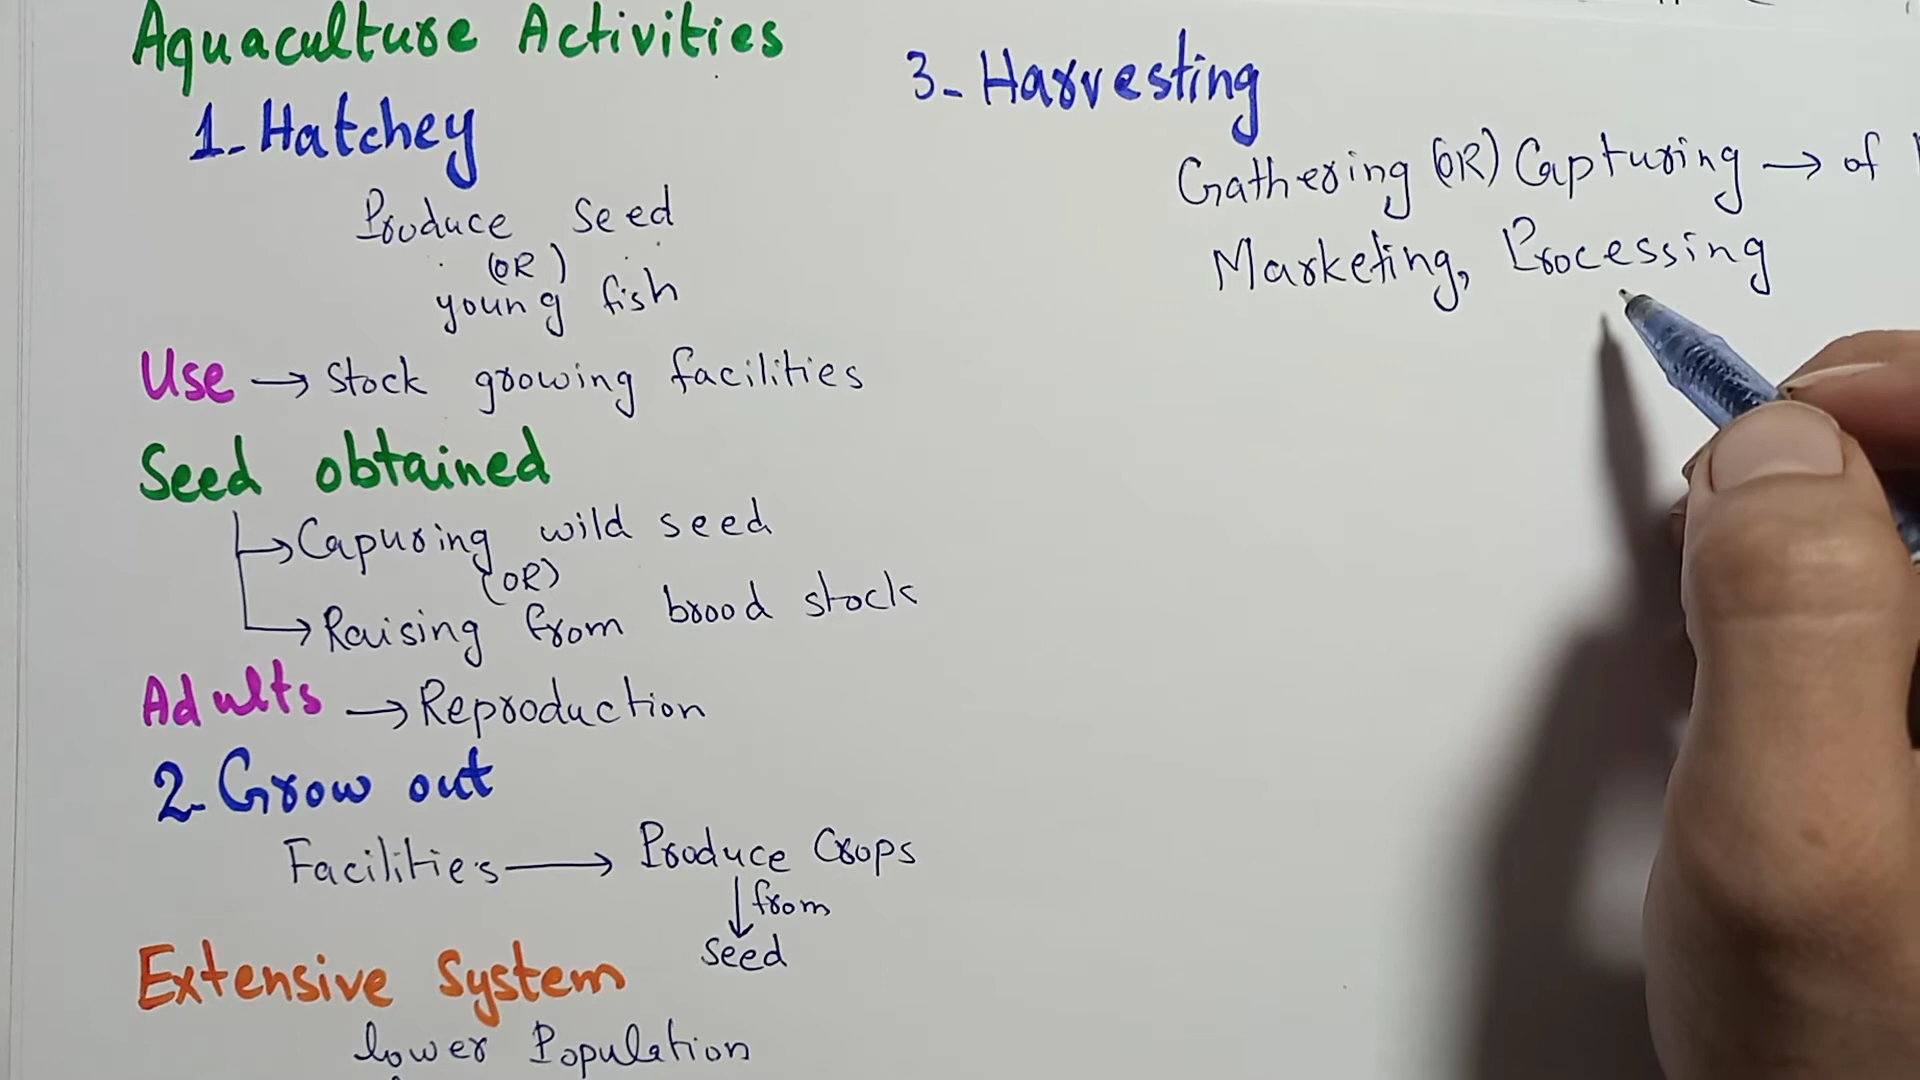 Aquaculture Activities
1- Hatchey
Produce Seed
(OR)
young fish
Use → Stock growing facilities
Seed obtained
→ Capuring wild seed
(OR)
→ Raising from brood stock
Adults → Reproduction
2- Grow out
Facilities → Produce Crops
↓ from
Seed
Extensive System
lower Population
3- Harvesting
Gathering (OR) Capturing → of
Marketing, Processing